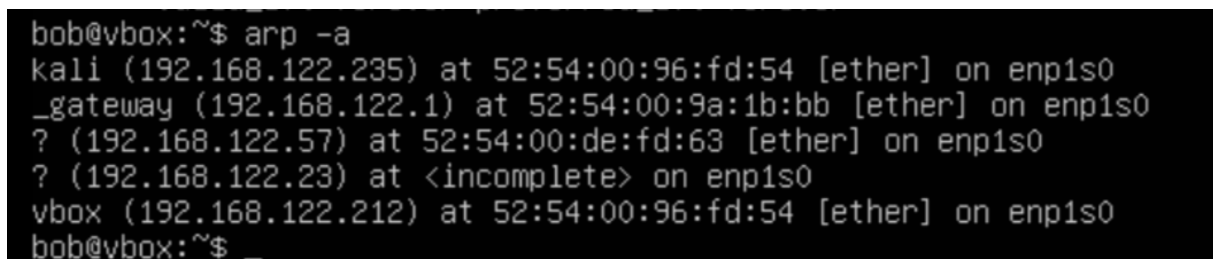 bob@vbox:~$ arp -a
kali (192.168.122.235) at 52:54:00:96:fd:54 [ether] on enp1s0
_gateway (192.168.122.1) at 52:54:00:9a:1b:bb [ether] on enp1s0
? (192.168.122.57) at 52:54:00:de:fd:63 [ether] on enp1s0
? (192.168.122.23) at <incomplete> on enp1s0
vbox (192.168.122.212) at 52:54:00:96:fd:54 [ether] on enp1s0
bob@vbox:~$ _